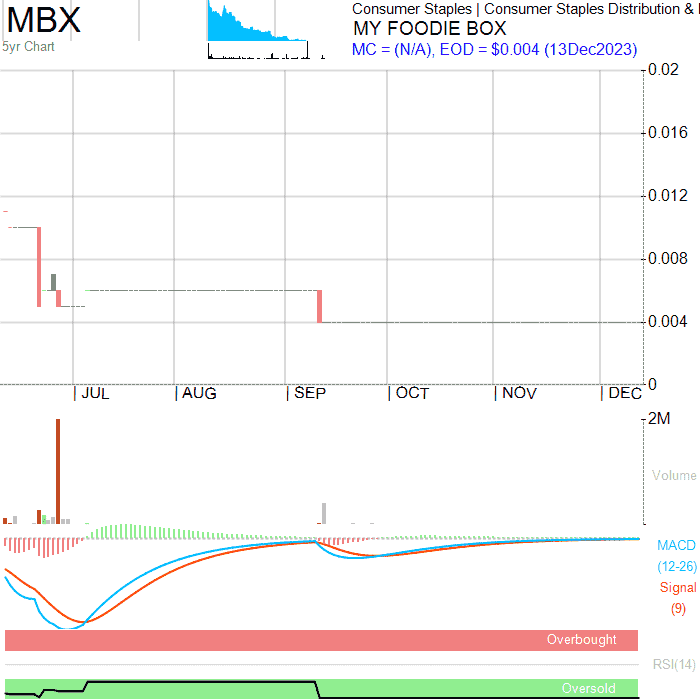 MBX
5yr Chart
Consumer Staples | Consumer Staples Distribution &
MY FOODIE BOX
MC = (N/A), EOD = $0.004 (13Dec2023)
0.02
0.016
0.012
0.008
0.004
0
JUL
AUG
SEP
OCT
NOV
DEC
2M
Volume
MACD
(12-26)
Signal
(9)
Overbought
RSI(14)
Oversold